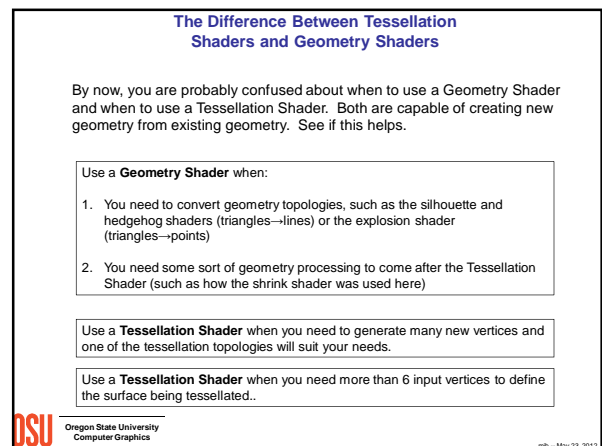 The Difference Between Tessellation
Shaders and Geometry Shaders
By now, you are probably confused about when to use a Geometry Shader
and when to use a Tessellation Shader. Both are capable of creating new
geometry from existing geometry. See if this helps.
Use a Geometry Shader when:
1. You need to convert geometry topologies, such as the silhouette and
hedgehog shaders (triangles→lines) or the explosion shader
(triangles→points)
2. You need some sort of geometry processing to come after the Tessellation
Shader (such as how the shrink shader was used here)
Use a Tessellation Shader when you need to generate many new vertices and
one of the tessellation topologies will suit your needs.
Use a Tessellation Shader when you need more than 6 input vertices to define
the surface being tessellated..
OSU
Oregon State University
Computer Graphics
mjb – May 23, 2012